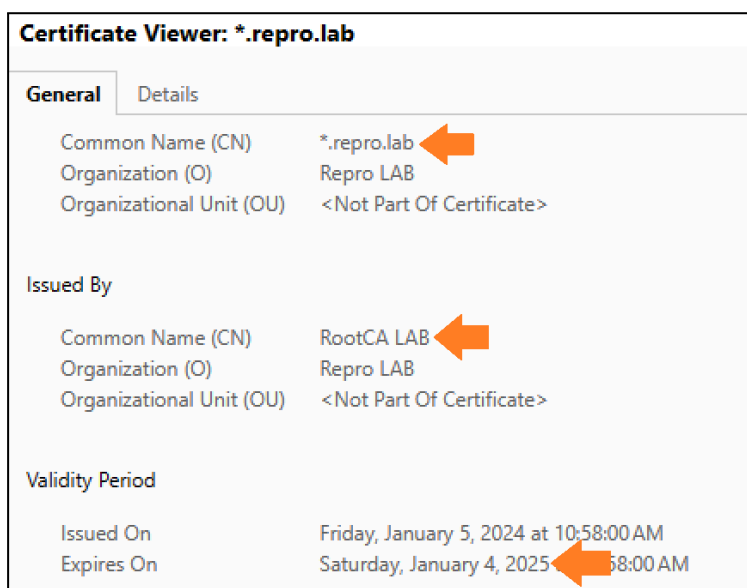 Certificate Viewer: *.repro.lab
General Details
Common Name (CN) *.repro.lab
Organization (O) Repro LAB
Organizational Unit (OU) <Not Part Of Certificate>
Issued By
Common Name (CN) RootCA LAB
Organization (O) Repro LAB
Organizational Unit (OU) <Not Part Of Certificate>
Validity Period
Issued On Friday, January 5, 2024 at 10:58:00 AM
Expires On Saturday, January 4, 2025 58:00 AM